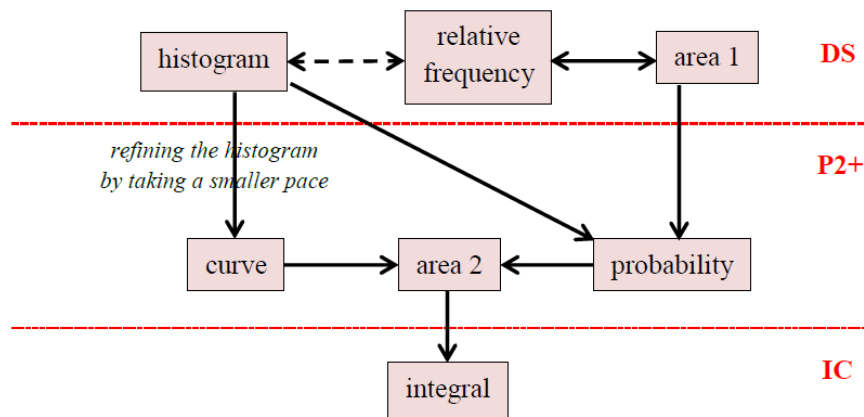 histogram
relative
frequency
area 1
DS
refining the histogram
by taking a smaller pace
P2+
curve
area 2
probability
integral
IC